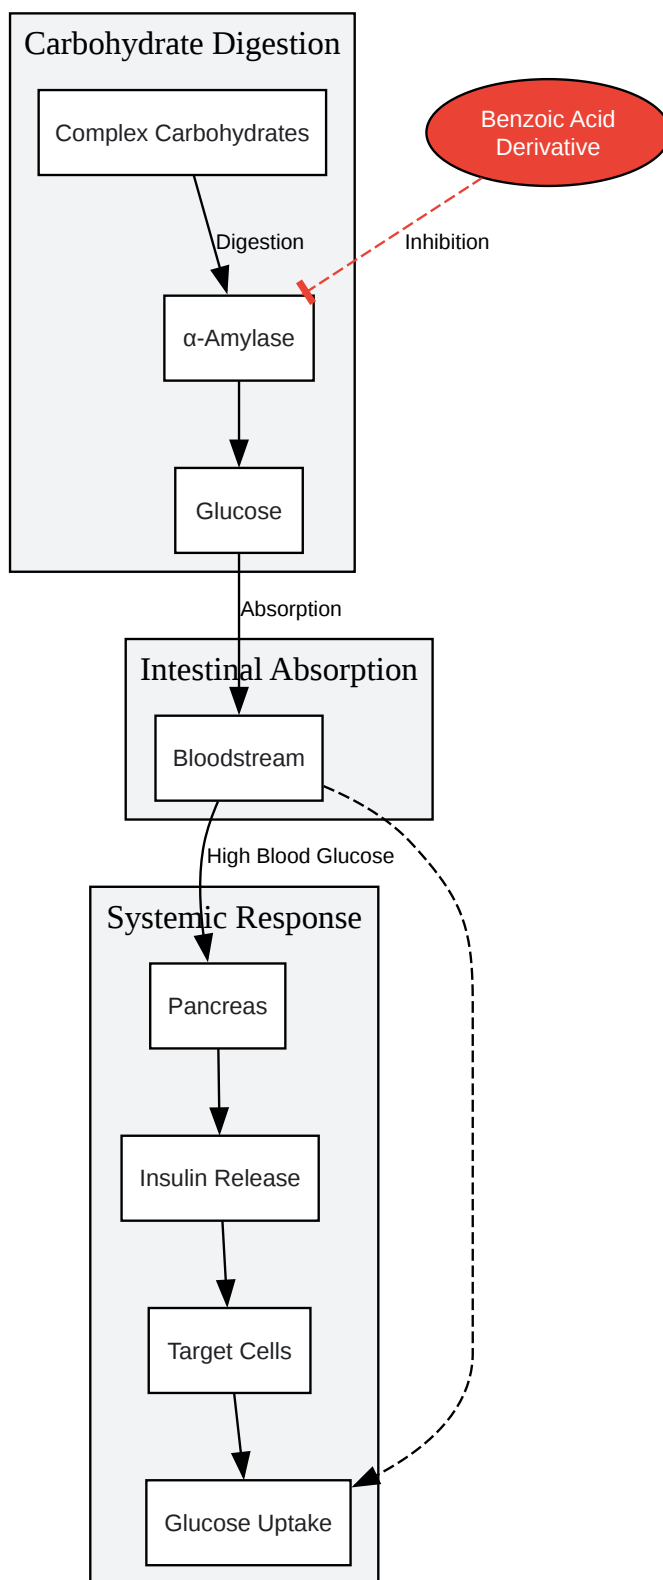 Carbohydrate Digestion
Complex Carbohydrates
Benzoic Acid
Derivative
Digestion
Inhibition
α-Amylase
Glucose
Absorption
Intestinal Absorption
Bloodstream
High Blood Glucose
Systemic Response
Pancreas
Insulin Release
Target Cells
Glucose Uptake